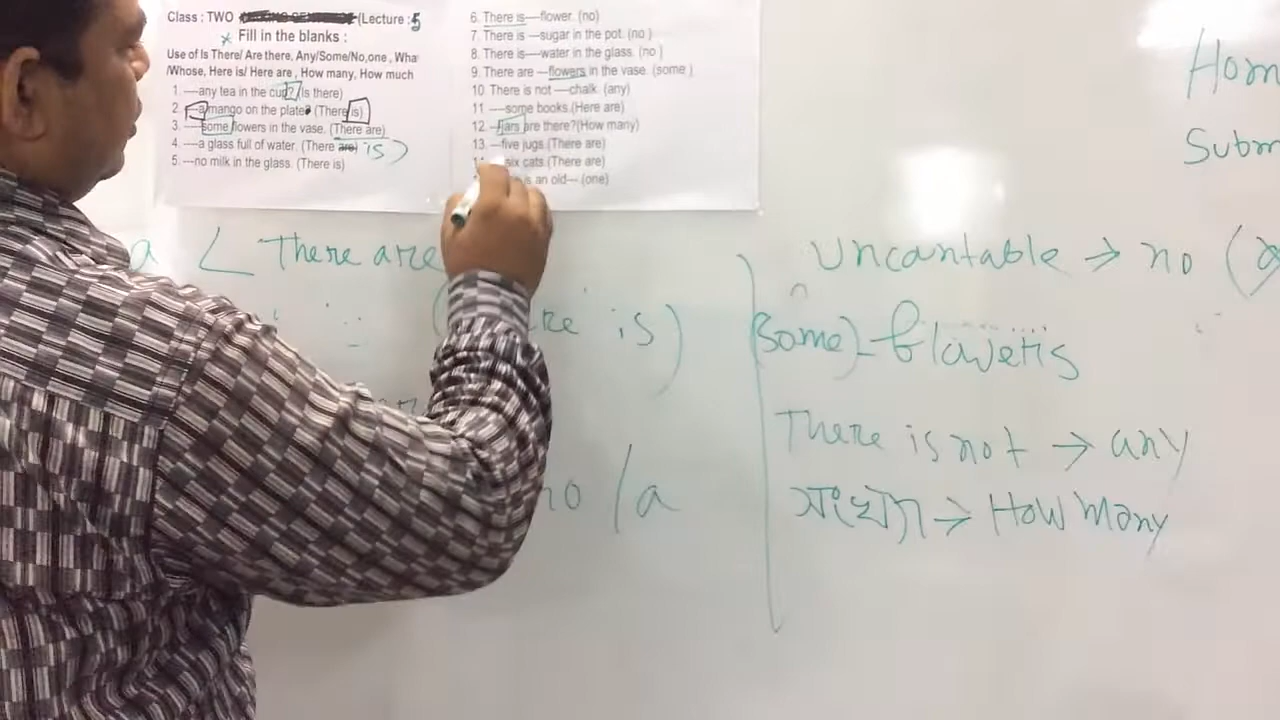 Class : TWO (Lecture : 5
x Fill in the blanks :
Use of Is There/ Are there, Any/Some/No,one , Wha
/Whose, Here is/ Here are , How many, How much
1. ----any tea in the cup? (Is there)
2. ----a mango on the plate (There is)
3. ----some flowers in the vase. (There are)
4. ----a glass full of water. (There are) is)
5. ----no milk in the glass. (There is)
6. There is----flower. (no)
7. There is ---sugar in the pot. (no )
8. There is----water in the glass. (no )
9. There are ---flowers in the vase. (some )
10 There is not ----chalk. (any)
11 ----some books.(Here are)
12. --jars are there?(How many)
13. ---five jugs.(There are)
six cats.(There are)
is an old--- (one)
Hom
Subm
a < There are
is)
no / a
Uncantable → no (
(some)- flowers
There is not → any
সংখ্যা → How many